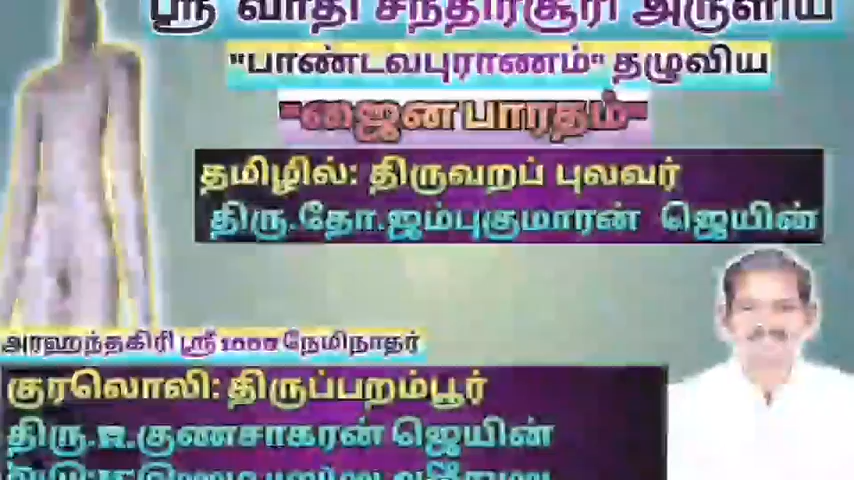 ஸ்ரீ வாதி சந்திரசூரி அருளிய
"பாண்டவபுராணம்" தழுவிய
"ஜைன பாரதம்"
தமிழில்: திருவறப் புலவர்
திரு.தோ.ஜம்புகுமாரன் ஜெயின்
அரஹந்தகிரி ஸ்ரீ 1008 நேமிநாதர்
குரலொலி: திருப்பறம்பூர்
குணசாகரன் ஜெயின்